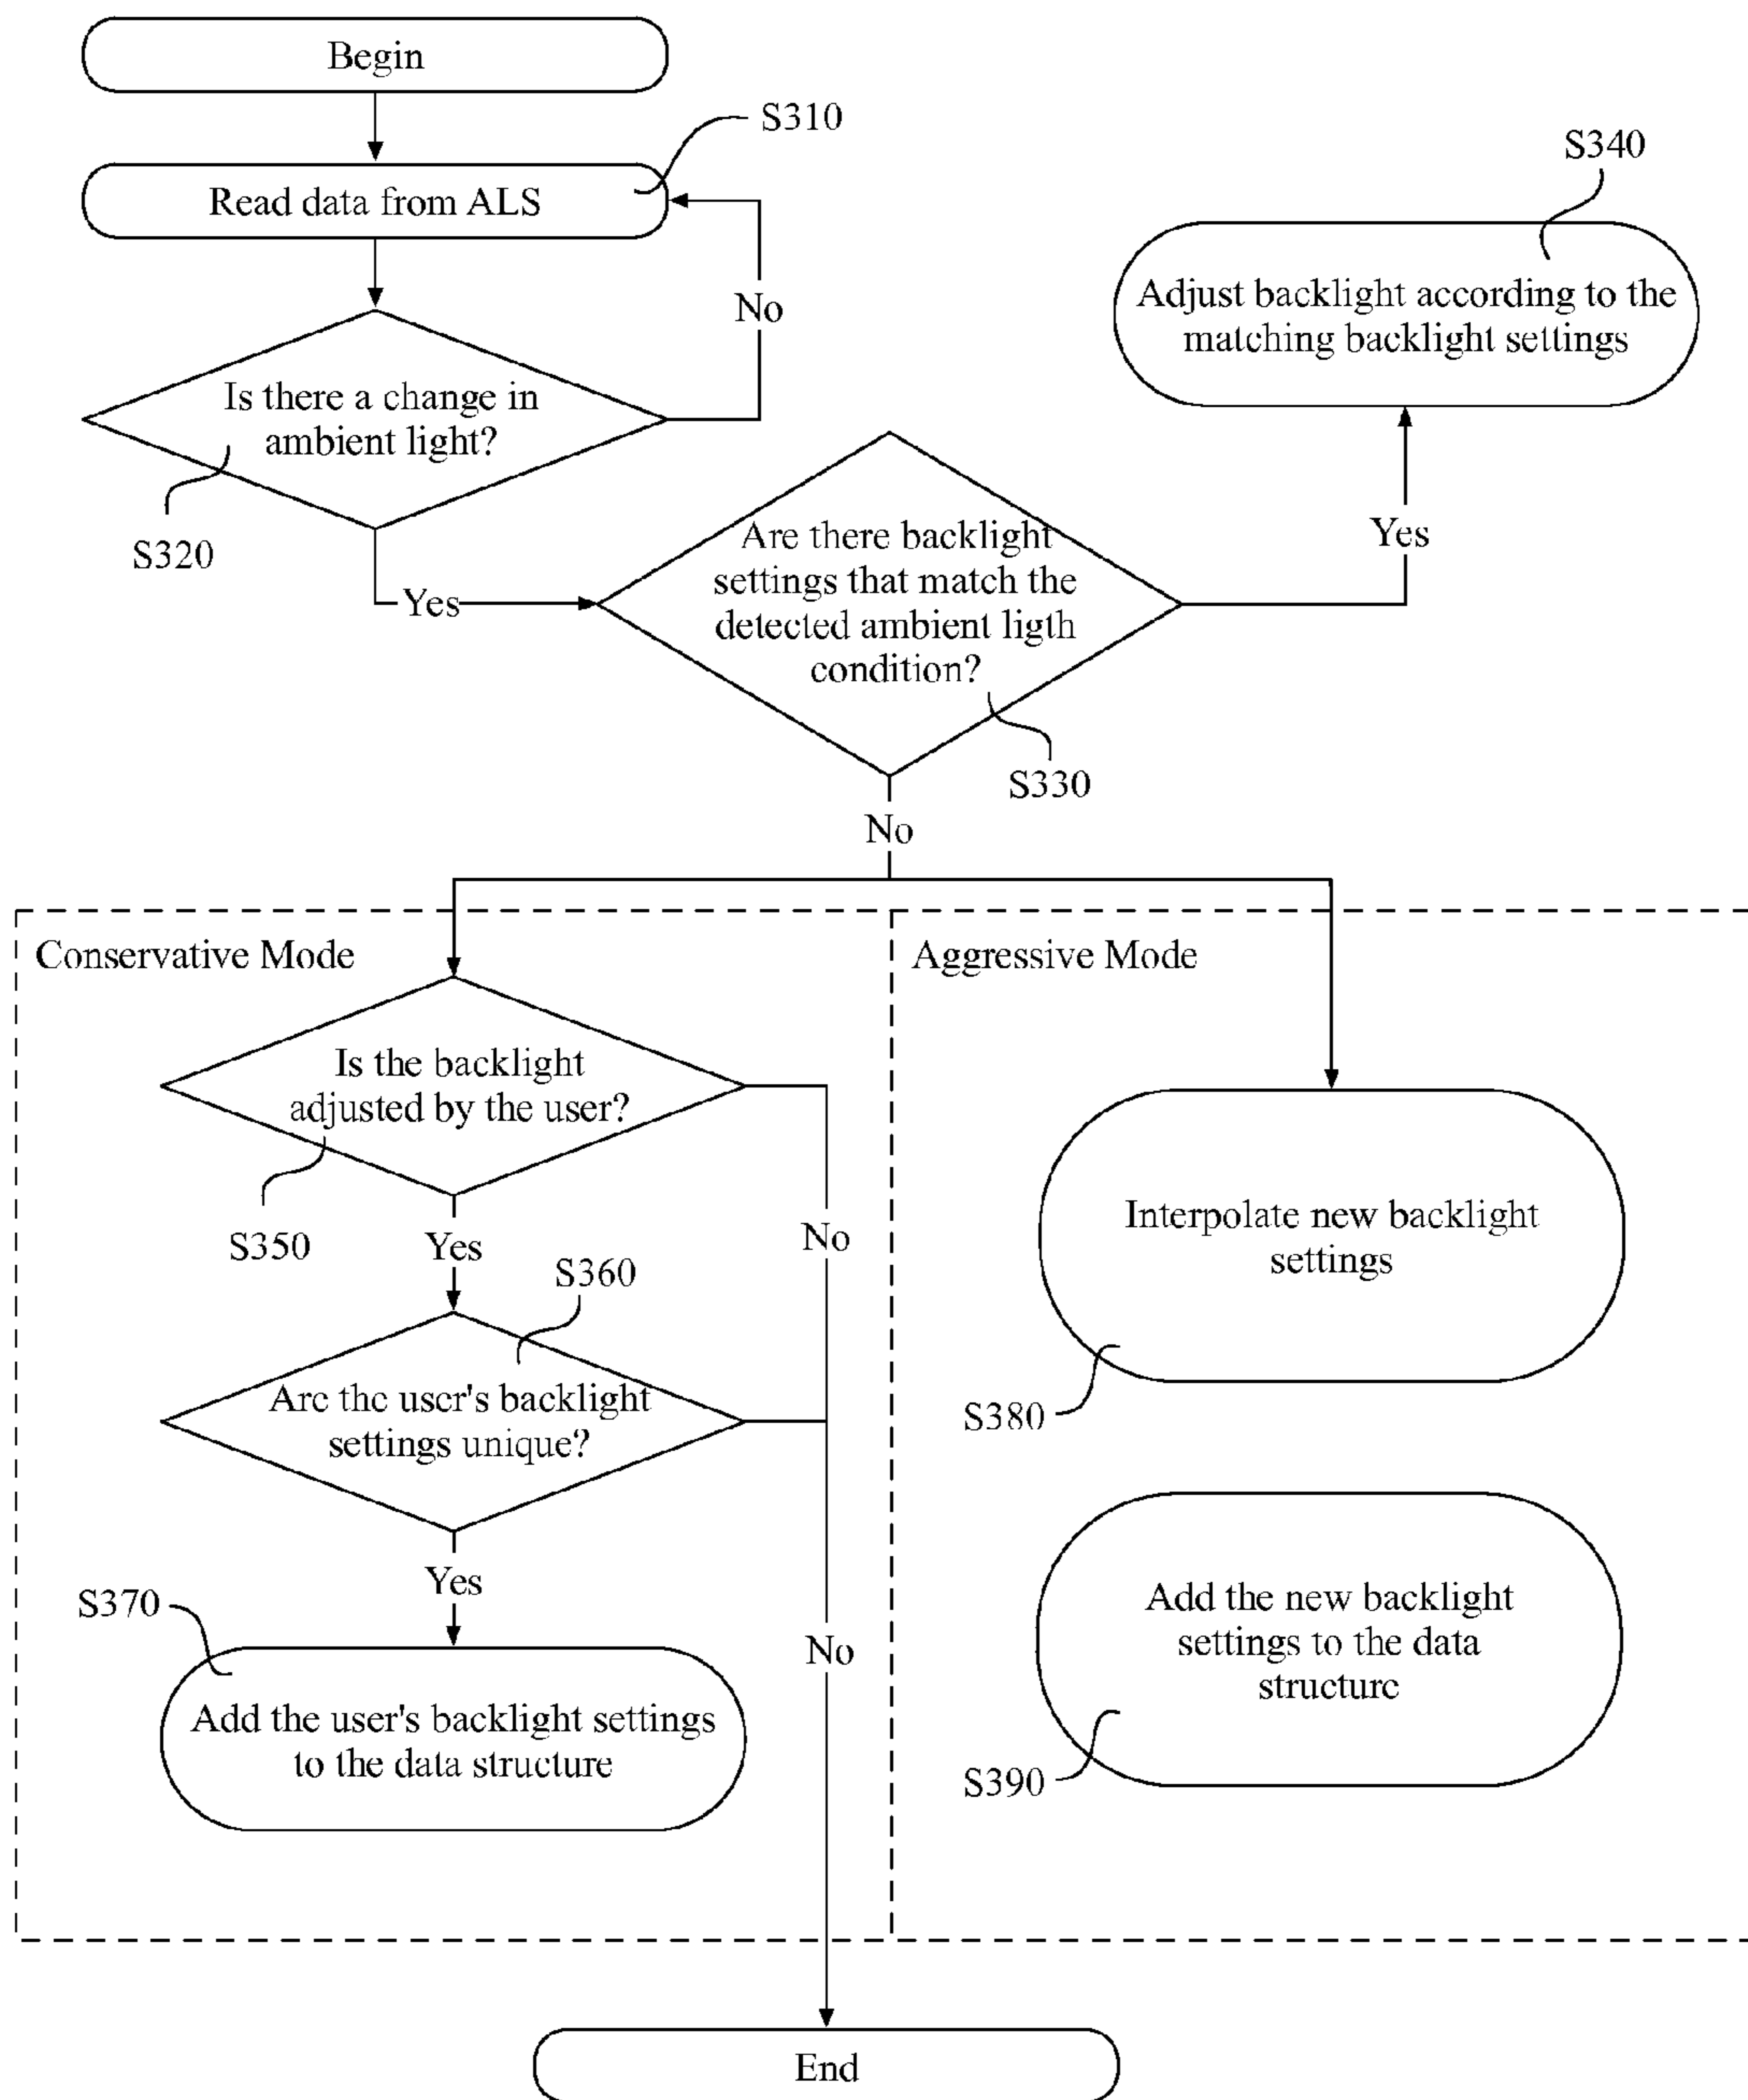 Begin
S310
Read data from ALS
S340
Adjust backlight according to the
matching backlight settings
No
Is there a change in
ambient light?
S320
Yes
Are there backlight
settings that match the
detected ambient ligth
condition?
S330
Yes
No
Conservative Mode
Is the backlight
adjusted by the user?
S350
Yes
No
S360
Are the user's backlight
settings unique?
Yes
No
S370
Add the user's backlight settings
to the data structure
Aggressive Mode
Interpolate new backlight
settings
S380
Add the new backlight
settings to the data
structure
S390
End